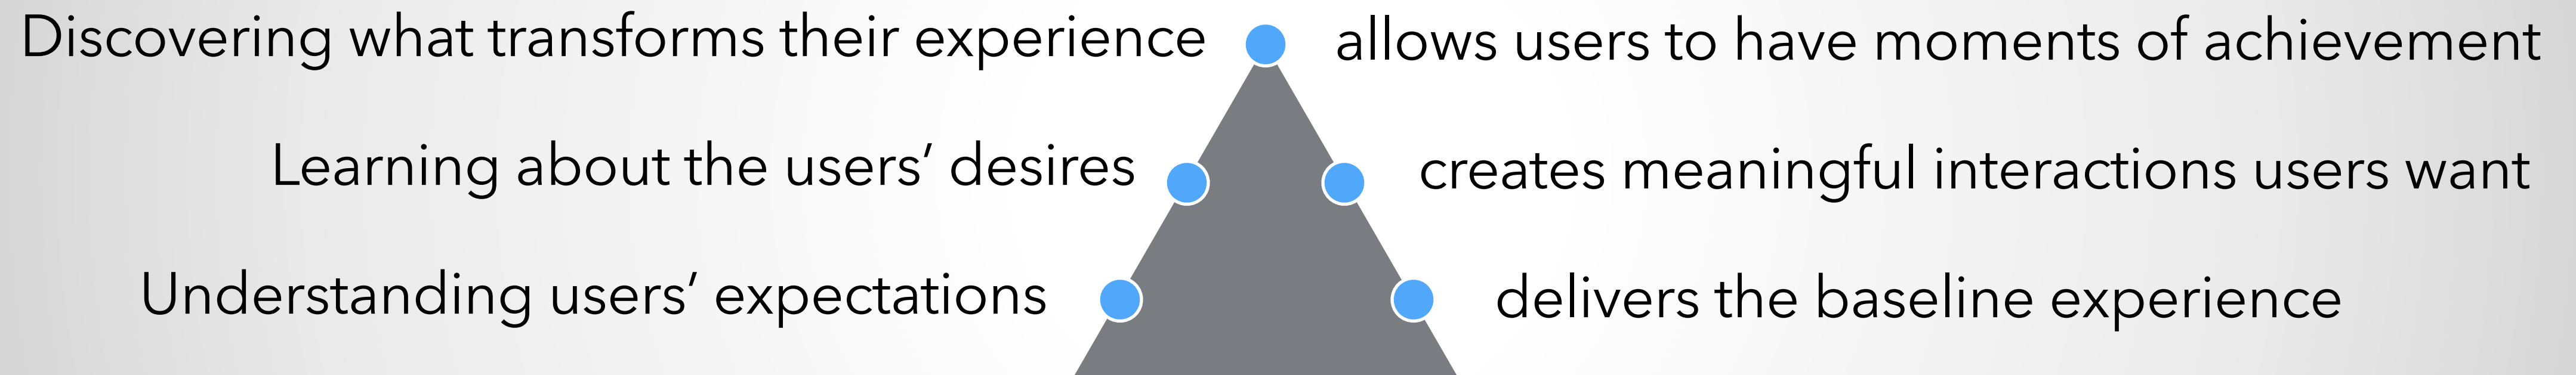 Discovering what transforms their experience allows users to have moments of achievement
Learning about the users’ desires creates meaningful interactions users want
Understanding users’ expectations delivers the baseline experience